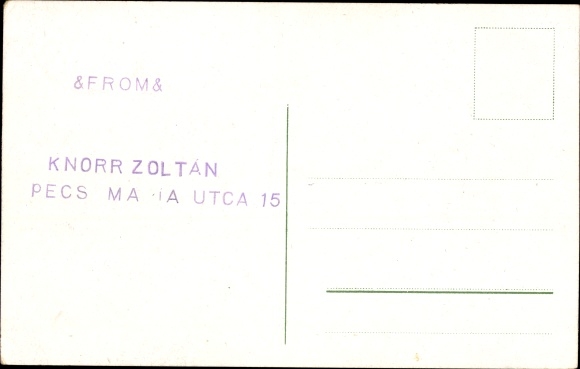 &FROM&
KNORR ZOLTÁN
PECS UTCA 15